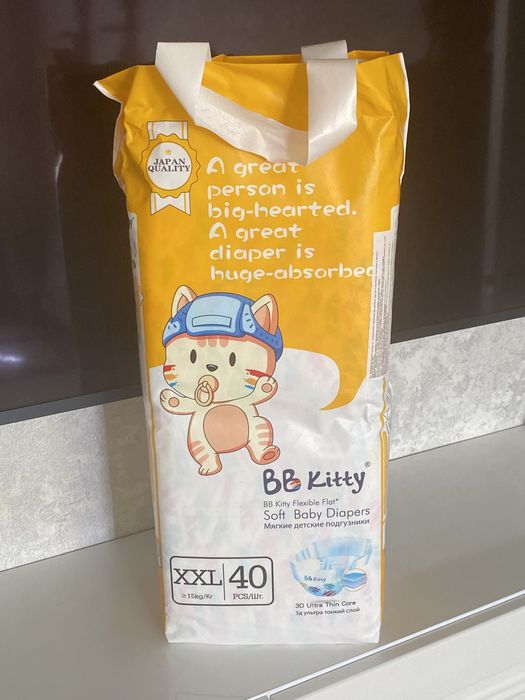 JAPAN
QUALITY
A great
person is
big-hearted.
A great
diaper is
huge-absorbed
BB Kitty®
BB Kitty Flexible Flat*
Soft Baby Diapers
Мягкие детские подгузники
XXL 40
≥15kg/Кг PCS/Шт.
BB Kitty
3D Ultra Thin Core
3д ультра тонкий слой